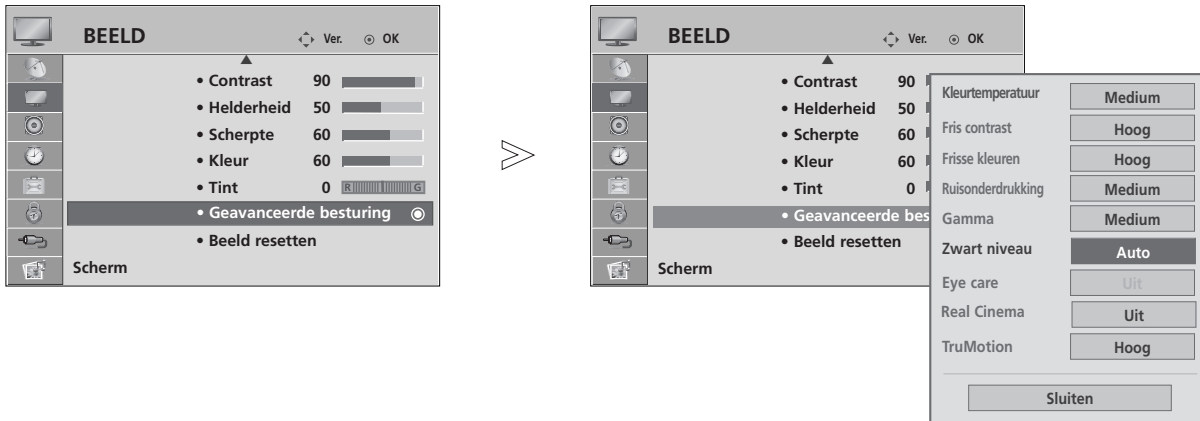 BEELD Ver. OK
• Contrast 90
• Helderheid 50
• Scherpte 60
• Kleur 60
• Tint 0 R G
• Geavanceerde besturing
• Beeld resetten
Scherm
BEELD Ver. OK
• Contrast 90
• Helderheid 50
• Scherpte 60
• Kleur 60
• Tint 0
• Geavanceerde bes
• Beeld resetten
Scherm
Kleurtemperatuur Medium
Fris contrast Hoog
Frisse kleuren Hoog
Ruisonderdrukking Medium
Gamma Medium
Zwart niveau Auto
Eye care Uit
Real Cinema Uit
TruMotion Hoog
Sluiten